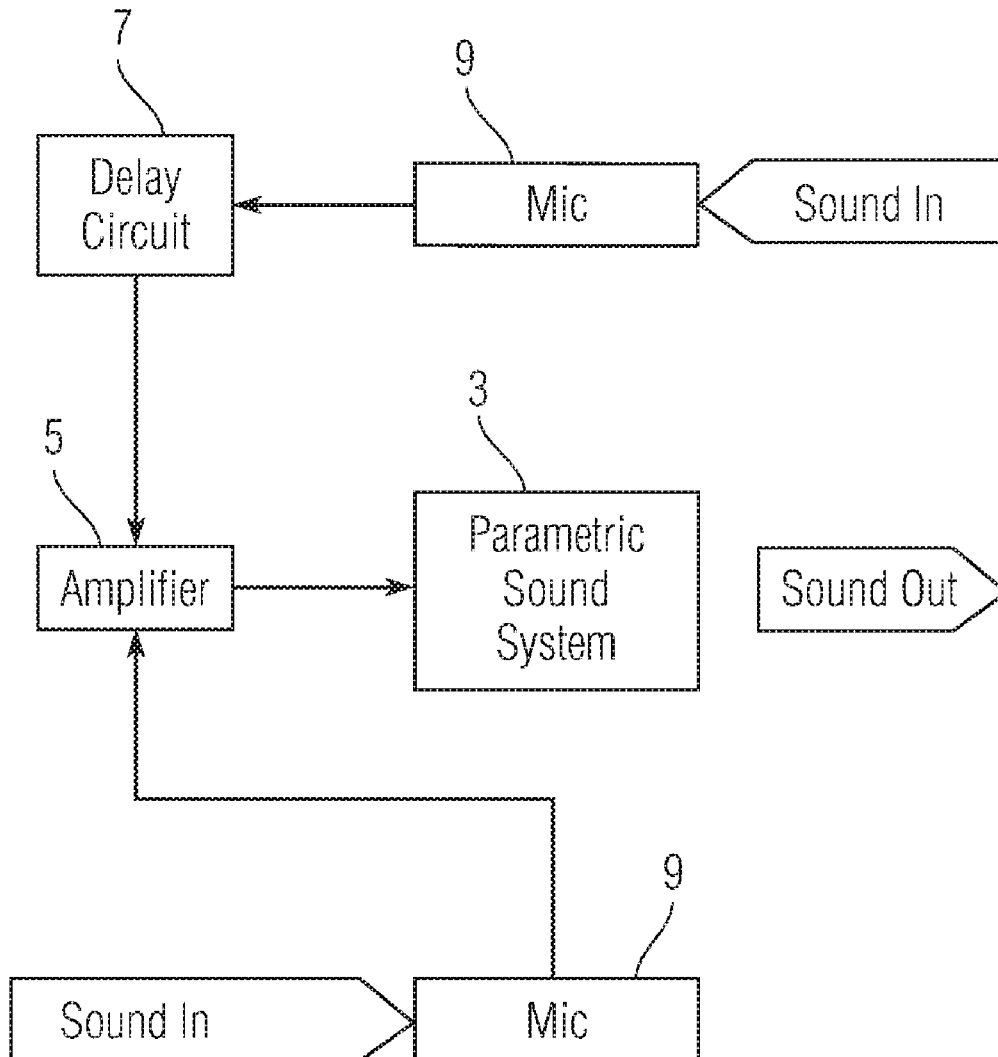 7
9
Delay
Circuit
Mic
Sound In
3
5
Parametric
Sound
System
Amplifier
Sound Out
9
Sound In
Mic